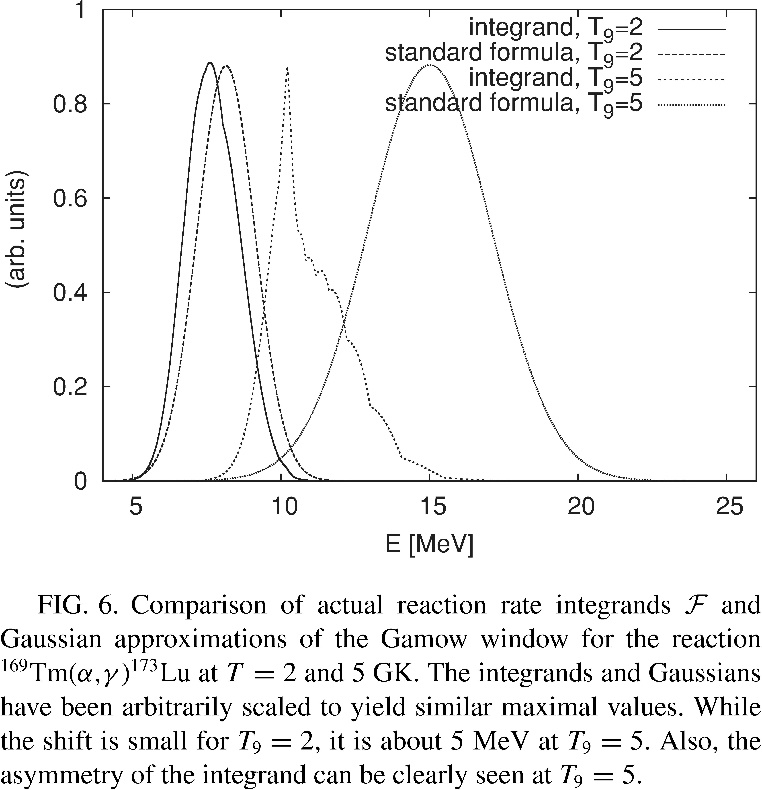 1
0.8
0.6
0.4
0.2
0
(arb. units)
integrand, T₉=2
standard formula, T₉=2
integrand, T₉=5
standard formula, T₉=5
5 10 15 20 25
E [MeV]
FIG. 6. Comparison of actual reaction rate integrands ℱ and
Gaussian approximations of the Gamow window for the reaction
¹⁶⁹Tm(α,γ)¹⁷³Lu at T = 2 and 5 GK. The integrands and Gaussians
have been arbitrarily scaled to yield similar maximal values. While
the shift is small for T₉ = 2, it is about 5 MeV at T₉ = 5. Also, the
asymmetry of the integrand can be clearly seen at T₉ = 5.